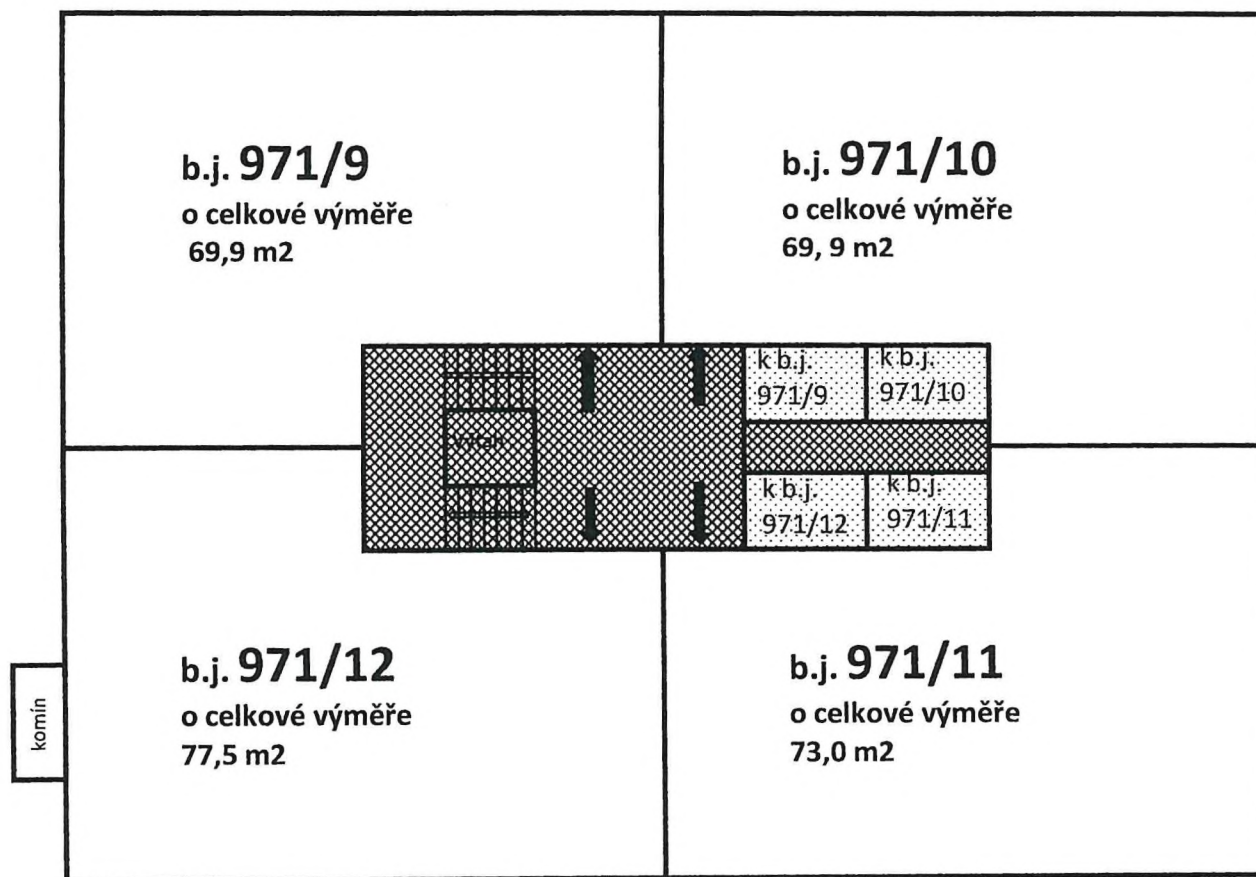 b.j. 971/9
o celkové výměře
69,9 m2
b.j. 971/10
o celkové výměře
69, 9 m2
k b.j.
971/9
k b.j.
971/10
výtah
k b.j.
971/12
k b.j.
971/11
b.j. 971/12
o celkové výměře
77,5 m2
b.j. 971/11
o celkové výměře
73,0 m2
komín